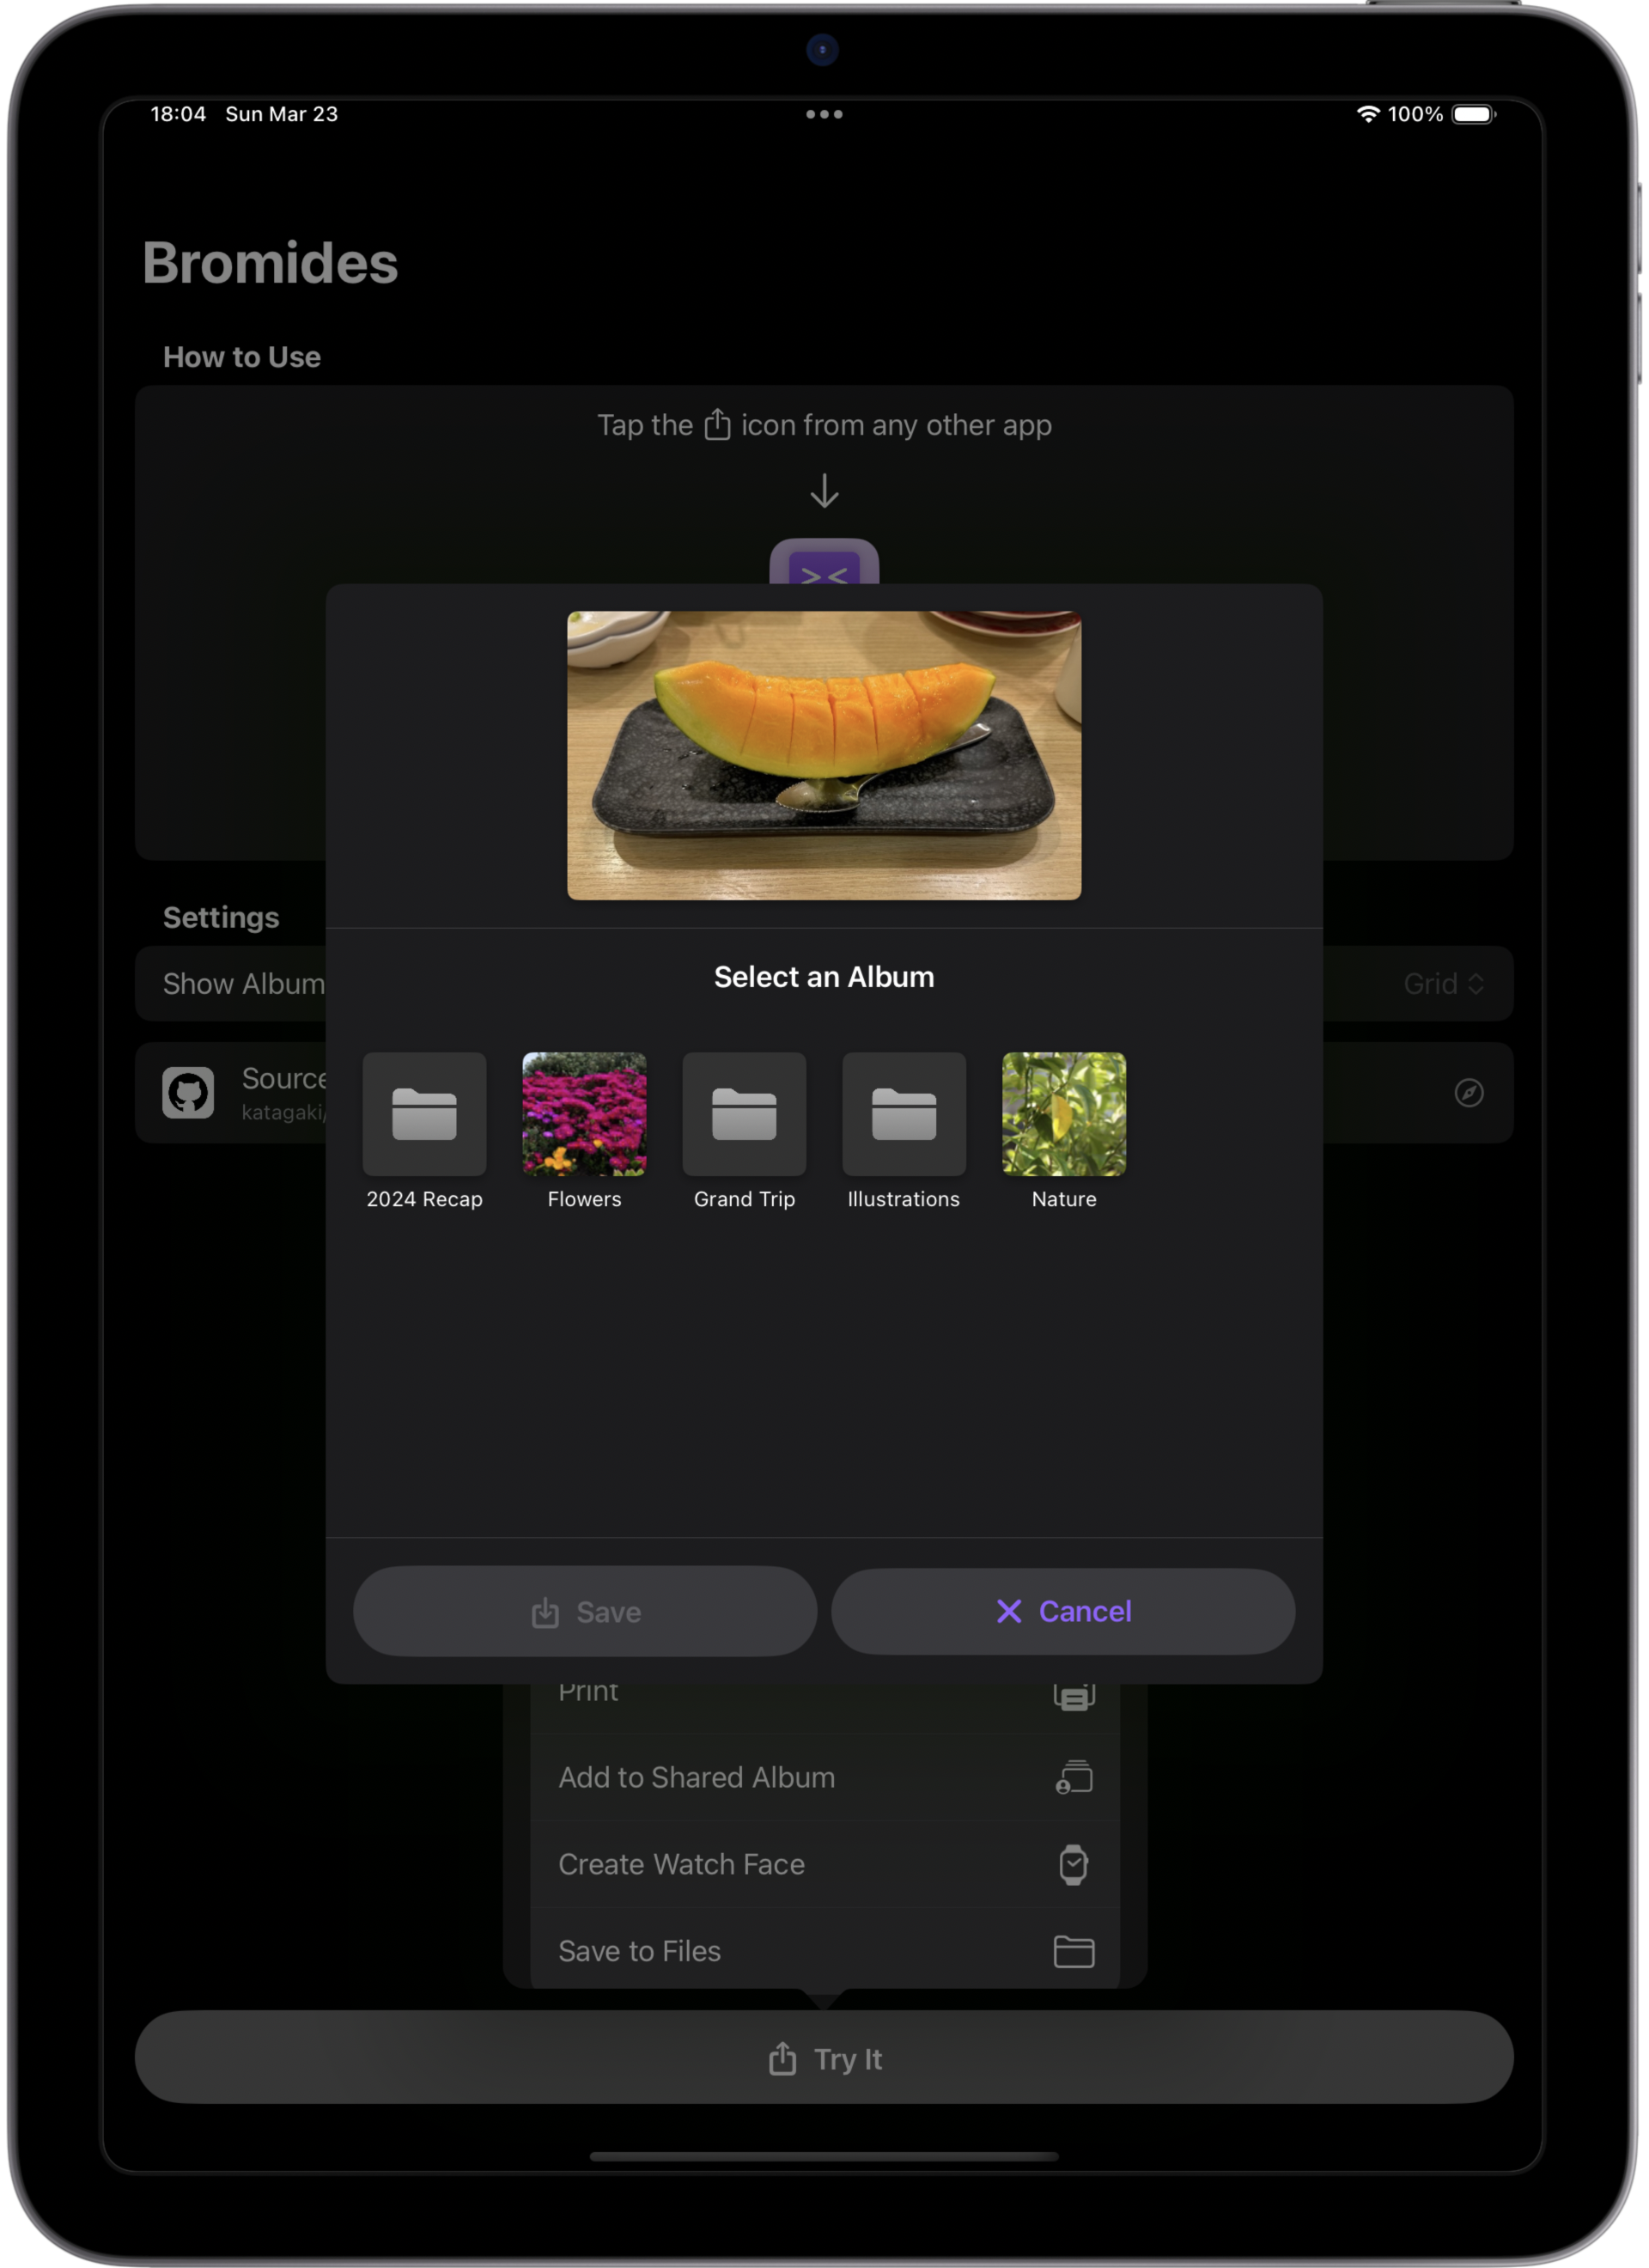 18:04 Sun Mar 23
100%
Bromides
How to Use
Tap the icon from any other app
Select an Album
Settings
Show Album
Grid
Source
katagaki/
2024 Recap
Flowers
Grand Trip
Illustrations
Nature
Save
Cancel
Print
Add to Shared Album
Create Watch Face
Save to Files
Try It